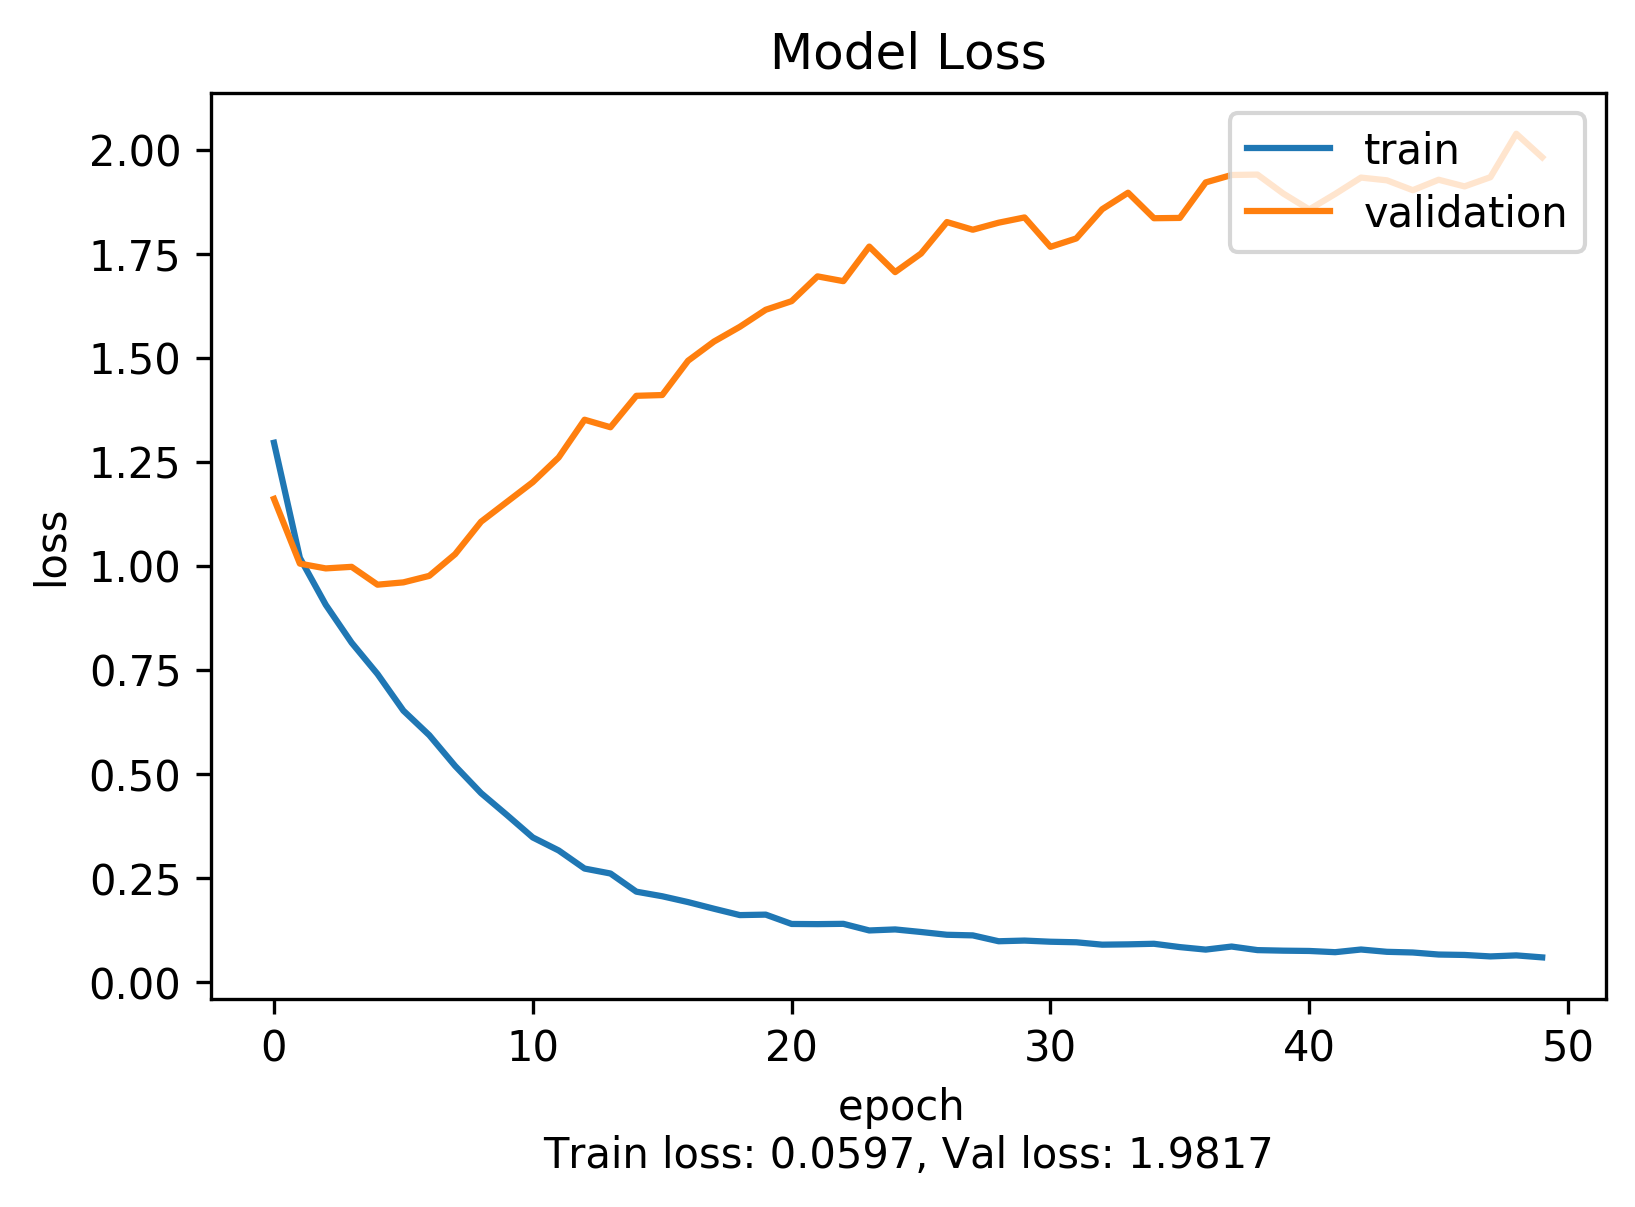 Model Loss
train
validation
2.00
1.75
1.50
1.25
1.00
0.75
0.50
0.25
0.00
loss
0 10 20 30 40 50
epoch
Train loss: 0.0597, Val loss: 1.9817